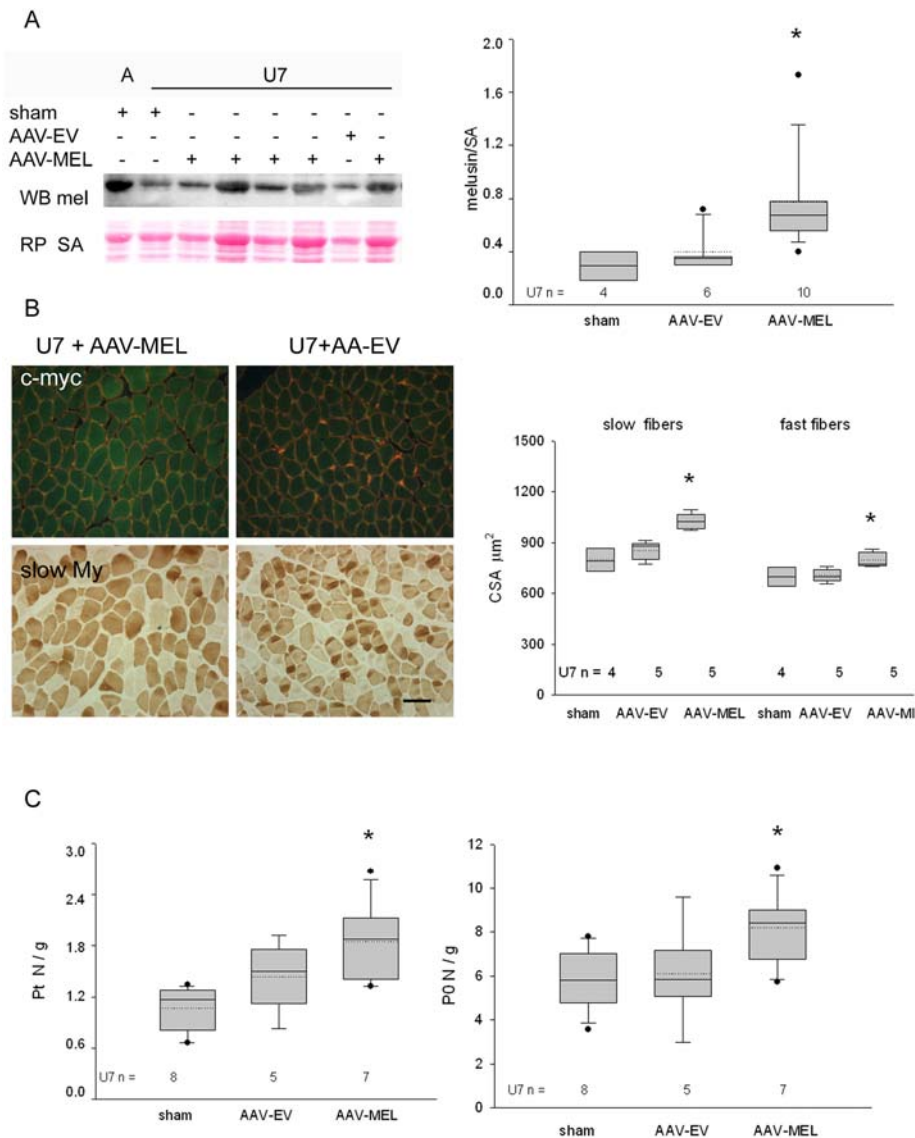 A
A U7
sham + + - - - - - -
AAV-EV - - - - - - + -
AAV-MEL - - + + + + - +
WB mel
RP SA
melusin/SA
2.0
1.6
1.2
0.8
0.4
0.0
*
U7 n = 4 6 10
sham AAV-EV AAV-MEL
B
U7 + AAV-MEL U7+AA-EV
c-myc
slow My
slow fibers fast fibers
CSA µm²
1500
1200
900
600
300
0
* *
U7 n = 4 5 5 4 5 5
sham AAV-EV AAV-MEL sham AAV-EV AAV-MI
C
Pt N / g
3.0
2.4
1.8
1.2
0.6
0.0
*
U7 n = 8 5 7
sham AAV-EV AAV-MEL
P0 N / g
12
10
8
6
4
2
0
*
U7 n = 8 5 7
sham AAV-EV AAV-MEL